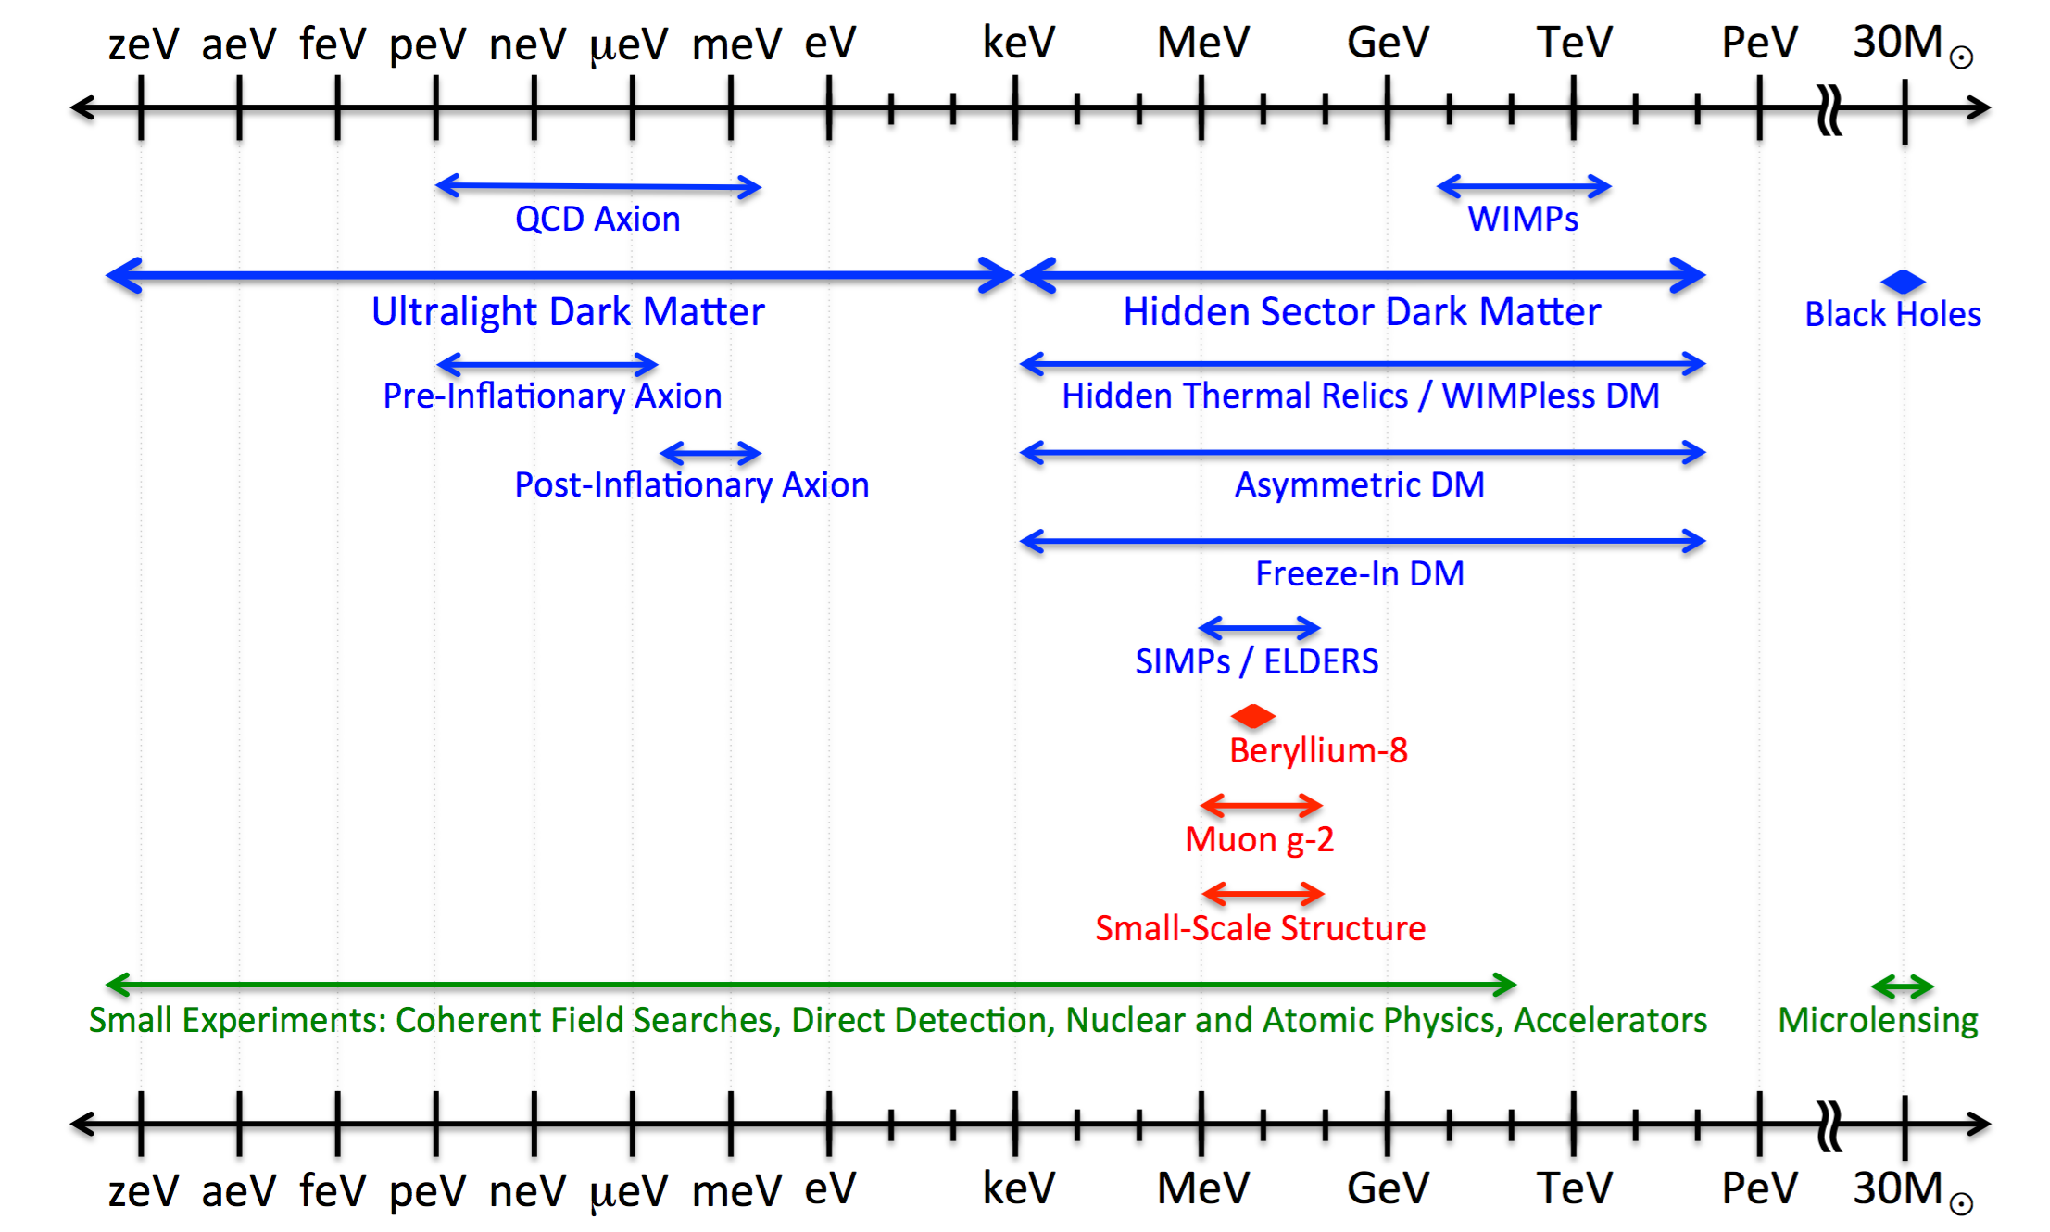 zeV aeV feV peV neV μeV meV eV keV MeV GeV TeV PeV 30M☉
QCD Axion WIMPs
Ultralight Dark Matter Hidden Sector Dark Matter Black Holes
Pre-Inflationary Axion Hidden Thermal Relics / WIMPless DM
Post-Inflationary Axion Asymmetric DM
Freeze-In DM
SIMPs / ELDERS
Beryllium-8
Muon g-2
Small-Scale Structure
Small Experiments: Coherent Field Searches, Direct Detection, Nuclear and Atomic Physics, Accelerators Microlensing
zeV aeV feV peV neV μeV meV eV keV MeV GeV TeV PeV 30M☉